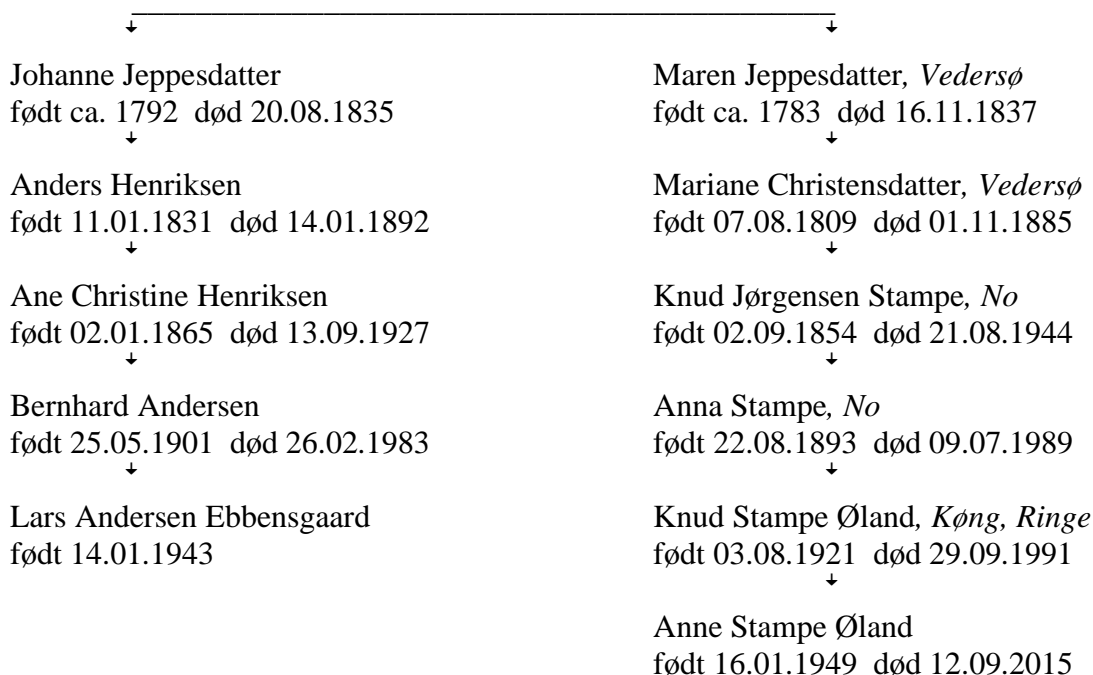 Johanne Jeppesdatter
født ca. 1792 død 20.08.1835
Anders Henriksen
født 11.01.1831 død 14.01.1892
Ane Christine Henriksen
født 02.01.1865 død 13.09.1927
Bernhard Andersen
født 25.05.1901 død 26.02.1983
Lars Andersen Ebbensgaard
født 14.01.1943
Maren Jeppesdatter, Vedersø
født ca. 1783 død 16.11.1837
Mariane Christensdatter, Vedersø
født 07.08.1809 død 01.11.1885
Knud Jørgensen Stampe, No
født 02.09.1854 død 21.08.1944
Anna Stampe, No
født 22.08.1893 død 09.07.1989
Knud Stampe Øland, Køng, Ringe
født 03.08.1921 død 29.09.1991
Anne Stampe Øland
født 16.01.1949 død 12.09.2015